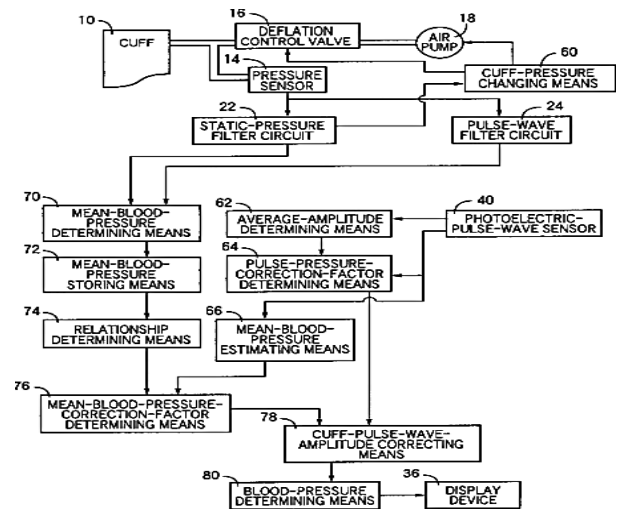 10
CUFF
16
DEFLATION
CONTROL VALVE
18
AIR
PUMP
14
PRESSURE
SENSOR
60
CUFF-PRESSURE
CHANGING MEANS
22
STATIC-PRESSURE
FILTER CIRCUIT
24
PULSE-WAVE
FILTER CIRCUIT
70
MEAN-BLOOD-
PRESSURE
DETERMINING MEANS
62
AVERAGE-AMPLITUDE
DETERMINING MEANS
40
PHOTOELECTRIC-
PULSE-WAVE SENSOR
72
MEAN-BLOOD-
PRESSURE
STORING MEANS
64
PULSE-PRESSURE-
CORRECTION-FACTOR
DETERMINING MEANS
74
RELATIONSHIP
DETERMINING MEANS
66
MEAN-BLOOD-
PRESSURE
ESTIMATING MEANS
76
MEAN-BLOOD-PRESSURE-
CORRECTION-FACTOR
DETERMINING MEANS
78
CUFF-PULSE-WAVE-
AMPLITUDE CORRECTING
MEANS
80
BLOOD-PRESSURE
DETERMINING MEANS
36
DISPLAY
DEVICE